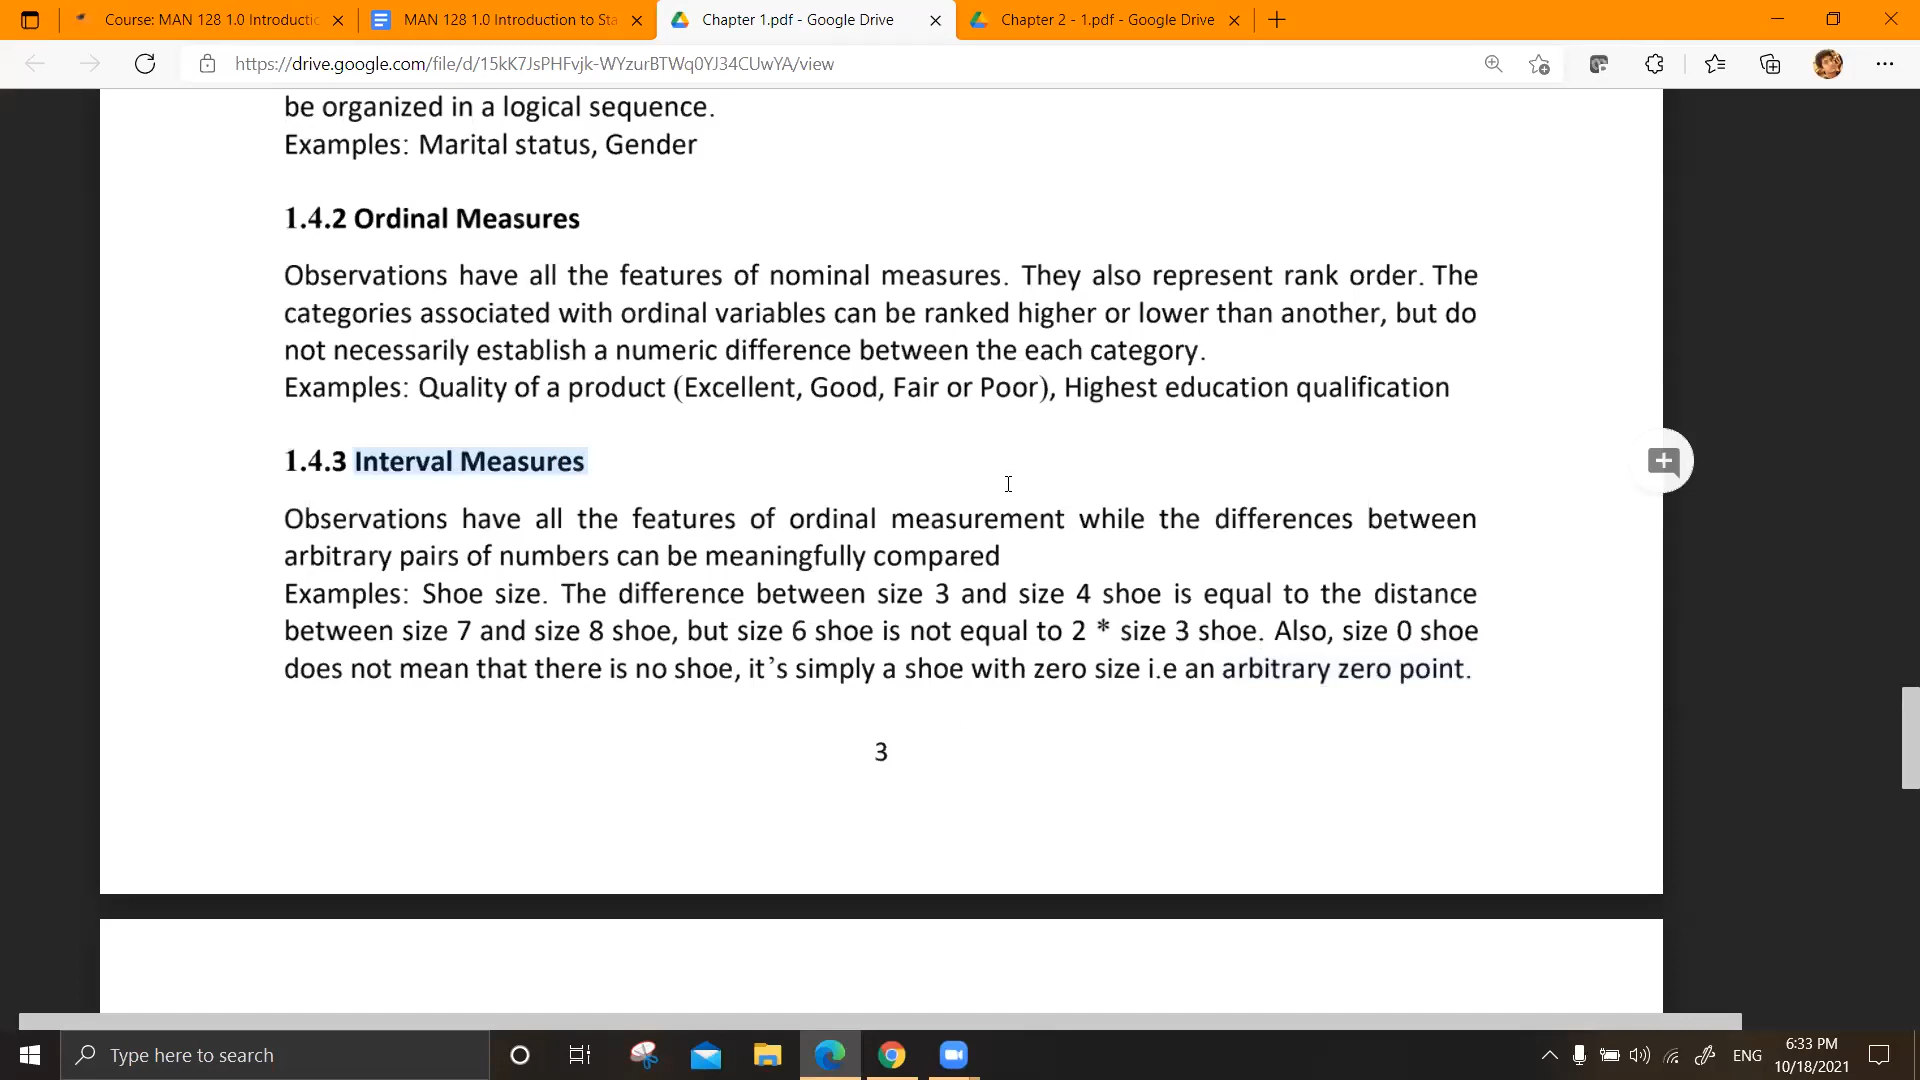 Course: MAN 128 1.0 Introductic
MAN 128 1.0 Introduction to Sta
Chapter 1.pdf - Google Drive
Chapter 2 - 1.pdf - Google Drive
https://drive.google.com/file/d/15kK7JsPHFvjk-WYzurBTWq0YJ34CUwYA/view
be organized in a logical sequence.
Examples: Marital status, Gender
1.4.2 Ordinal Measures
Observations have all the features of nominal measures. They also represent rank order. The
categories associated with ordinal variables can be ranked higher or lower than another, but do
not necessarily establish a numeric difference between the each category.
Examples: Quality of a product (Excellent, Good, Fair or Poor), Highest education qualification
1.4.3 Interval Measures
Observations have all the features of ordinal measurement while the differences between
arbitrary pairs of numbers can be meaningfully compared
Examples: Shoe size. The difference between size 3 and size 4 shoe is equal to the distance
between size 7 and size 8 shoe, but size 6 shoe is not equal to 2 * size 3 shoe. Also, size 0 shoe
does not mean that there is no shoe, it’s simply a shoe with zero size i.e an arbitrary zero point.
3
Type here to search
ENG
6:33 PM
10/18/2021